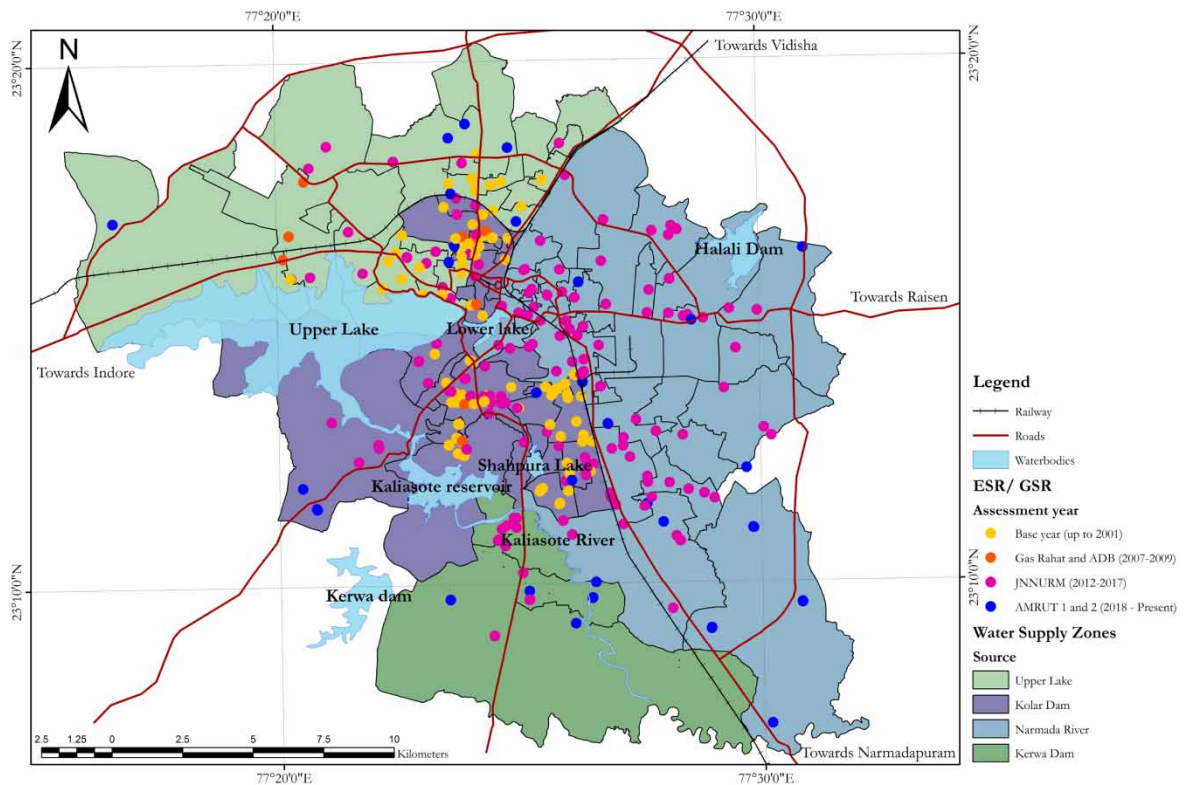 77°20'0"E
77°30'0"E
23°20'0"N
N
Towards Vidisha
23°20'0"N
Halali Dam
Towards Raisen
Upper Lake
Lower lake
Towards Indore
Shahpura Lake
Kaliasote reservoir
Kaliasote River
Kerwa dam
23°10'0"N
23°10'0"N
Towards Narmadapuram
2.5 1.25 0 2.5 5 7.5 10
Kilometers
77°20'0"E
77°30'0"E
Legend
Railway
Roads
Waterbodies
ESR/ GSR
Assessment year
Base year (up to 2001)
Gas Rahat and ADB (2007-2009)
JNNURM (2012-2017)
AMRUT 1 and 2 (2018 - Present)
Water Supply Zones
Source
Upper Lake
Kolar Dam
Narmada River
Kerwa Dam